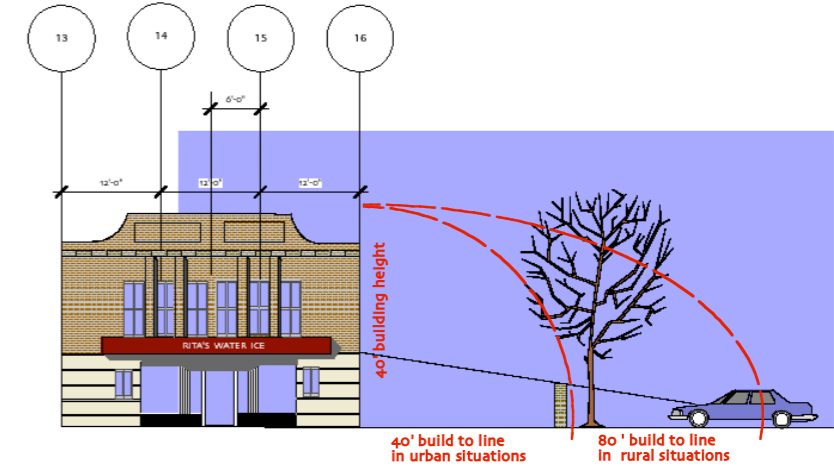 13
14
15
16
6'-0"
12'-0"
12'-0"
12'-0"
40' building height
RITA'S WATER ICE
40' build to line
in urban situations
80 ' build to line
in rural situations